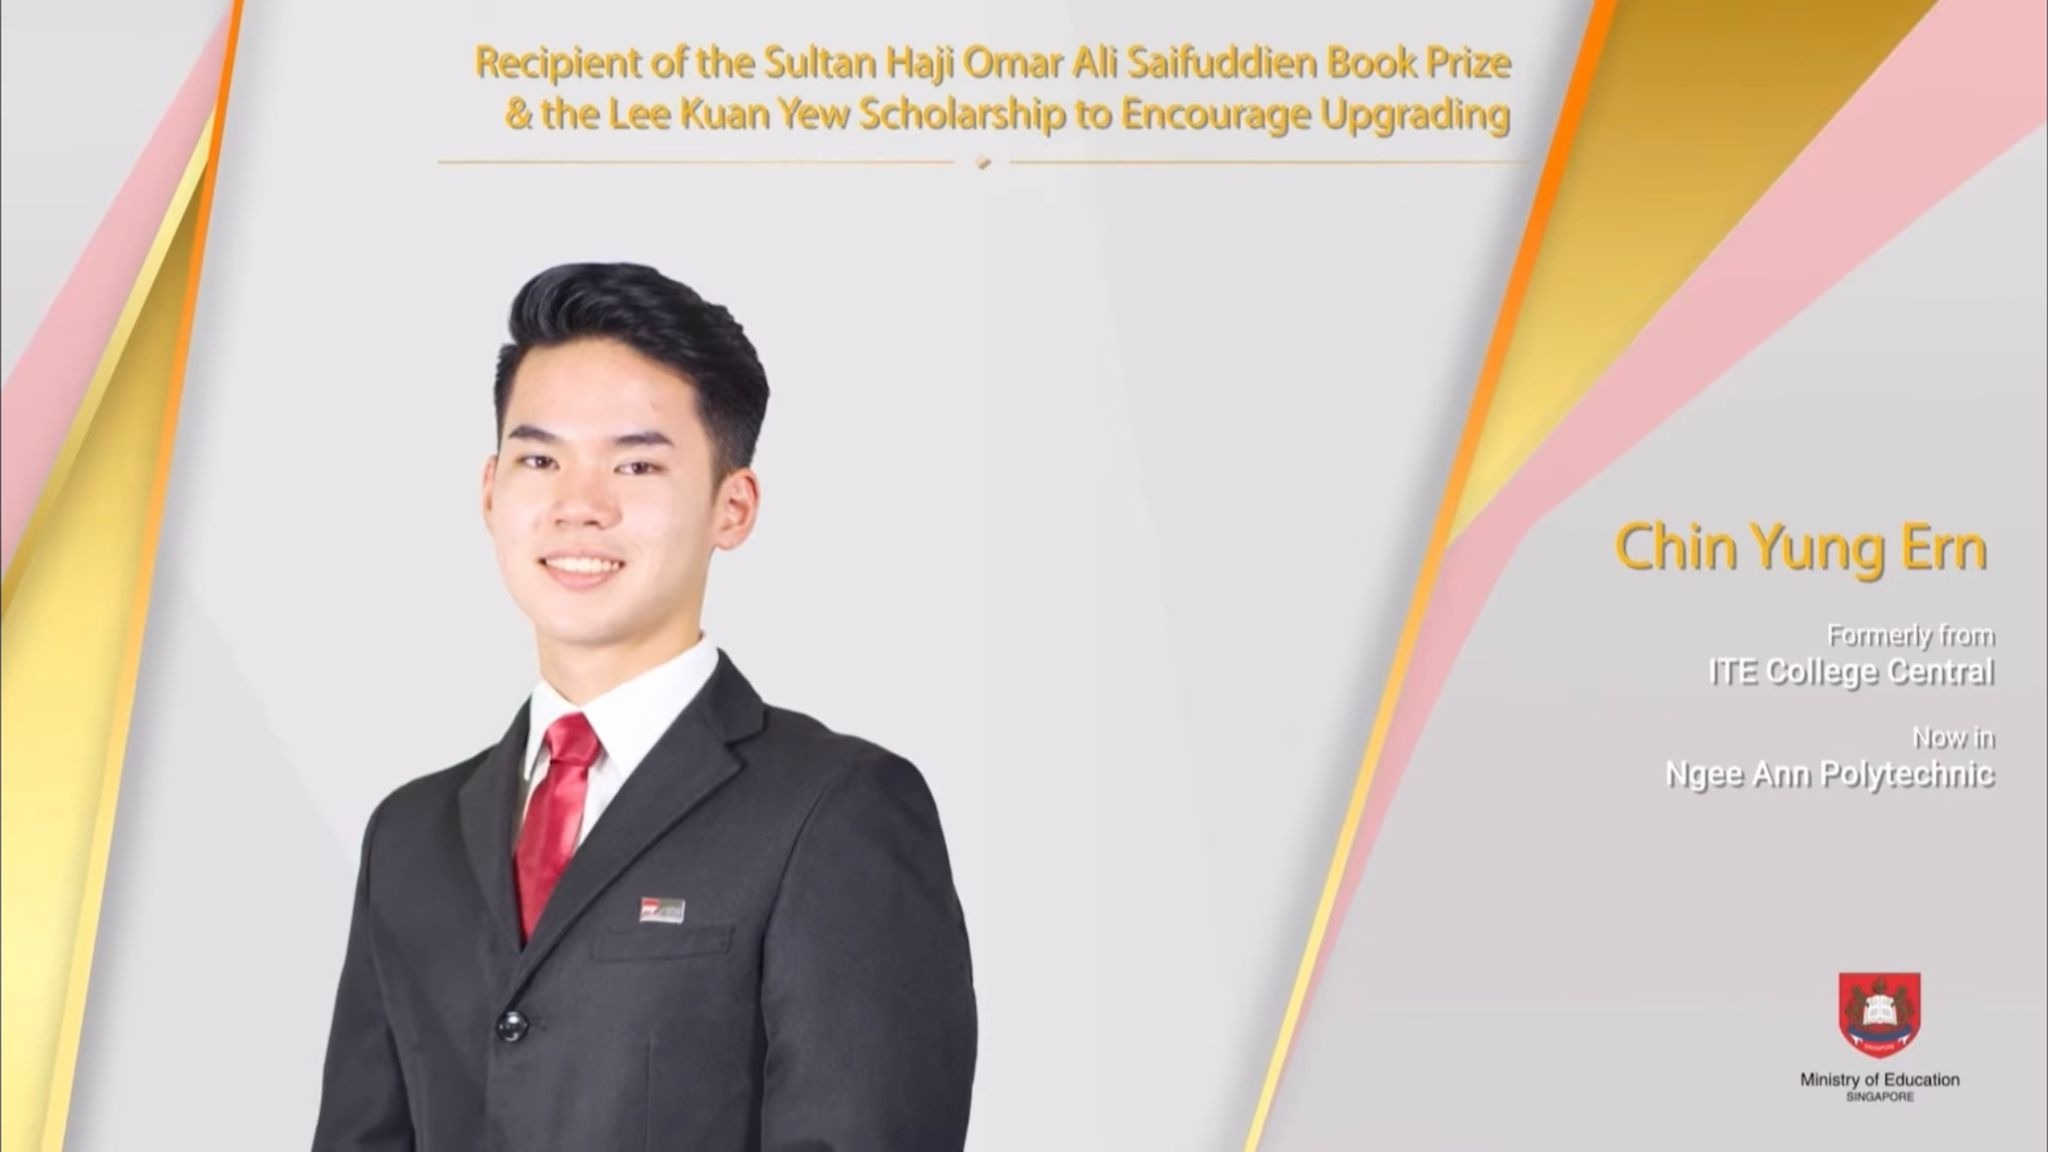 Recipient of the Sultan Haji Omar Ali Saifuddien Book Prize
& the Lee Kuan Yew Scholarship to Encourage Upgrading
Chin Yung Ern
Formerly from
ITE College Central
Now in
Ngee Ann Polytechnic
SINGAPORE
Ministry of Education
SINGAPORE